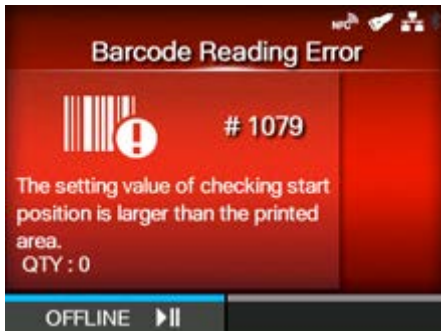 NFC
Barcode Reading Error
# 1079
The setting value of checking start
position is larger than the printed
area.
QTY : 0
OFFLINE